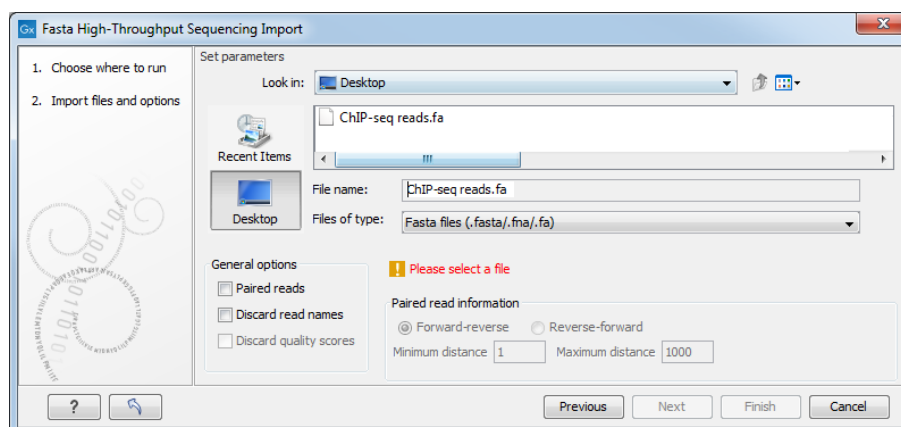 Gx Fasta High-Throughput Sequencing Import
1. Choose where to run
2. Import files and options
Set parameters
Look in: Desktop
ChIP-seq reads.fa
Recent Items
Desktop
File name: ChIP-seq reads.fa
Files of type: Fasta files (.fasta/.fna/.fa)
General options
Paired reads
Discard read names
Discard quality scores
Please select a file
Paired read information
Forward-reverse Reverse-forward
Minimum distance 1 Maximum distance 1000
? Previous Next Finish Cancel